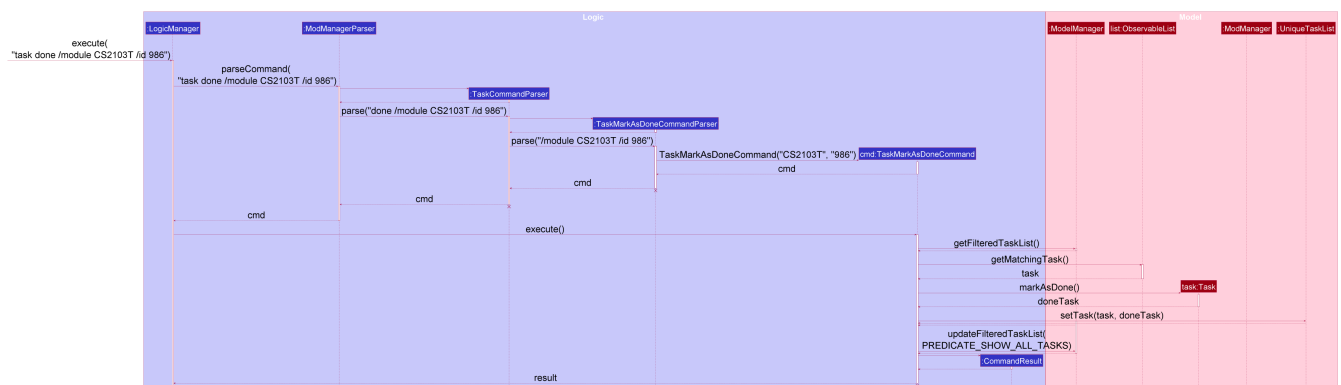 Logic
Model
:LogicManager
:ModManagerParser
:ModelManager
list:ObservableList
:ModManager
:UniqueTaskList
execute(
"task done /module CS2103T /id 986")
parseCommand(
"task done /module CS2103T /id 986")
:TaskCommandParser
parse("done /module CS2103T /id 986")
:TaskMarkAsDoneCommandParser
parse("/module CS2103T /id 986")
TaskMarkAsDoneCommand("CS2103T", "986")
cmd:TaskMarkAsDoneCommand
cmd
cmd
cmd
cmd
execute()
getFilteredTaskList()
getMatchingTask()
task
markAsDone()
task:Task
doneTask
setTask(task, doneTask)
updateFilteredTaskList(
PREDICATE_SHOW_ALL_TASKS)
:CommandResult
result